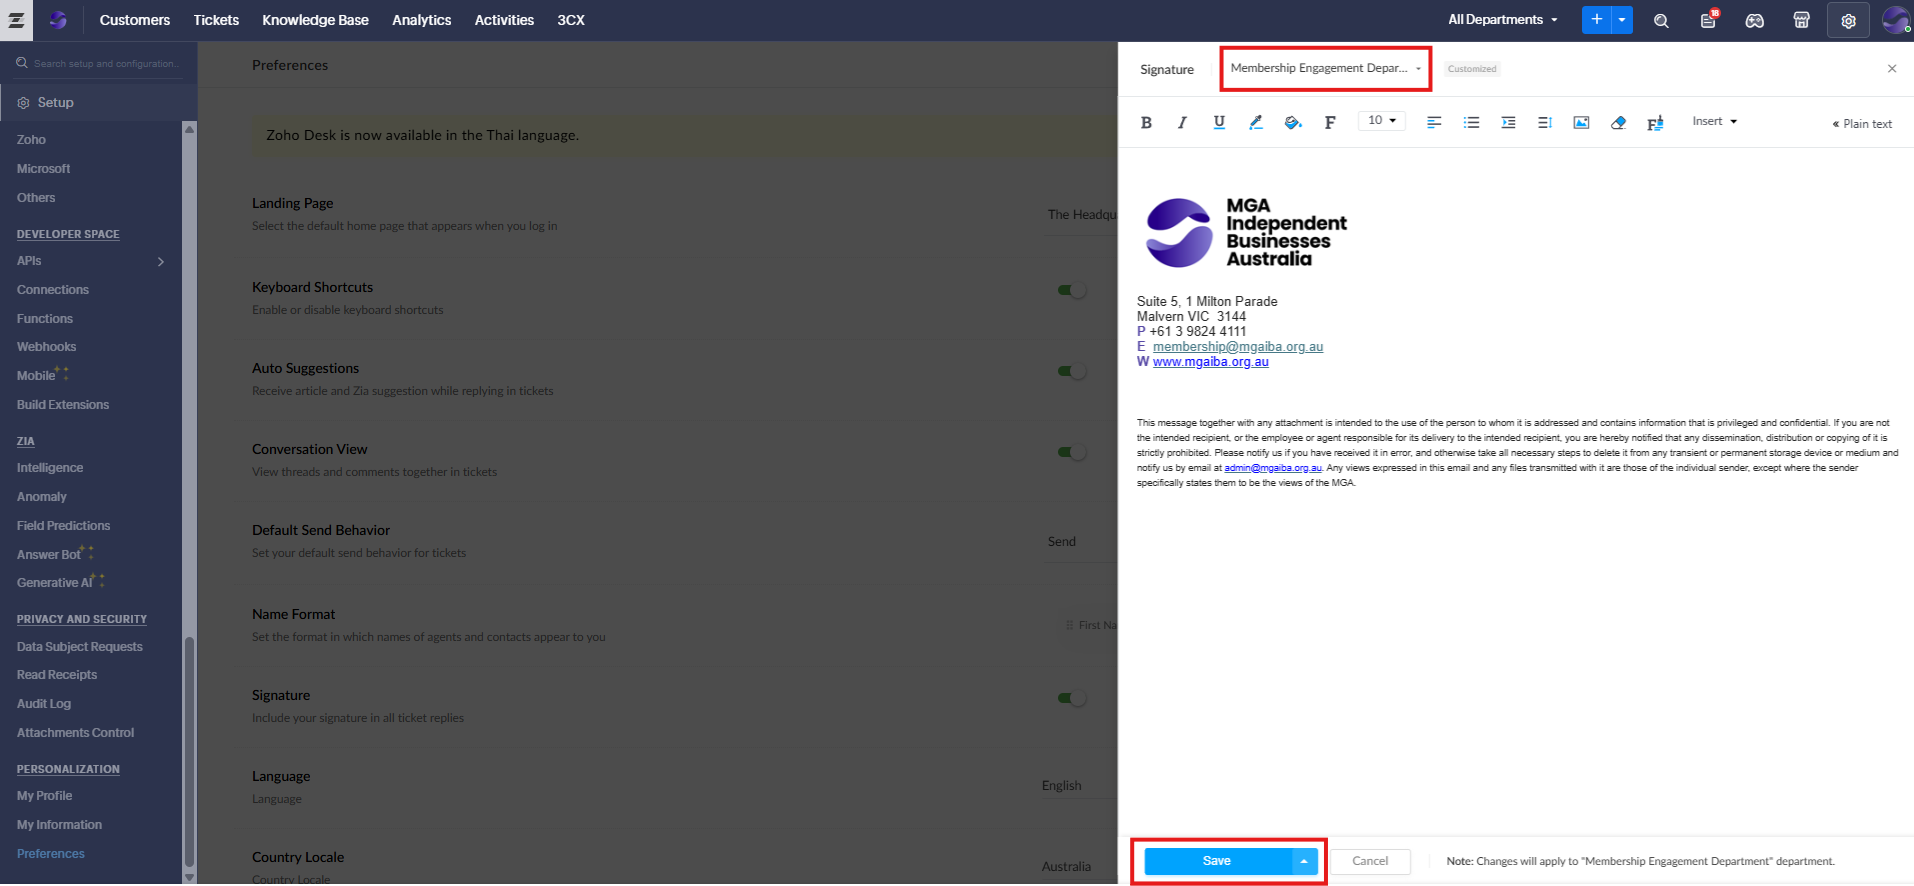 Customers Tickets Knowledge Base Analytics Activities 3CX All Departments 18
Search setup and configuration...
Setup
Zoho
Microsoft
Others
DEVELOPER SPACE
APIs
Connections
Functions
Webhooks
Mobile
Build Extensions
ZIA
Intelligence
Anomaly
Field Predictions
Answer Bot
Generative AI
PRIVACY AND SECURITY
Data Subject Requests
Read Receipts
Audit Log
Attachments Control
PERSONALIZATION
My Profile
My Information
Preferences
Preferences
Zoho Desk is now available in the Thai language.
Landing Page
Select the default home page that appears when you log in
The Headqu
Keyboard Shortcuts
Enable or disable keyboard shortcuts
Auto Suggestions
Receive article and Zia suggestion while replying in tickets
Conversation View
View threads and comments together in tickets
Default Send Behavior
Set your default send behavior for tickets
Send
Name Format
Set the format in which names of agents and contacts appear to you
First Na
Signature
Include your signature in all ticket replies
Language
Language
English
Country Locale
Country Locale
Australia
Signature Membership Engagement Depar... Customized
B I U F 10 Insert « Plain text
MGA
Independent
Businesses
Australia
Suite 5, 1 Milton Parade
Malvern VIC 3144
P +61 3 9824 4111
E membership@mgaiba.org.au
W www.mgaiba.org.au
This message together with any attachment is intended to the use of the person to whom it is addressed and contains information that is privileged and confidential. If you are not
the intended recipient, or the employee or agent responsible for its delivery to the intended recipient, you are hereby notified that any dissemination, distribution or copying of it is
strictly prohibited. Please notify us if you have received it in error, and otherwise take all necessary steps to delete it from any transient or permanent storage device or medium and
notify us by email at admin@mgaiba.org.au. Any views expressed in this email and any files transmitted with it are those of the individual sender, except where the sender
specifically states them to be the views of the MGA.
Save Cancel Note: Changes will apply to "Membership Engagement Department" department.